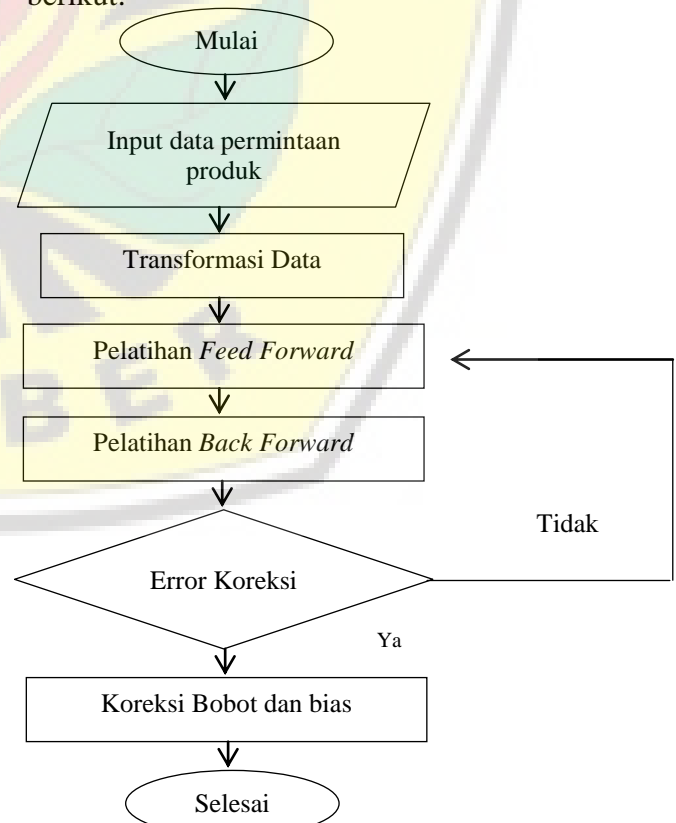 berikut:
Mulai
Input data permintaan
produk
Transformasi Data
Pelatihan Feed Forward
Pelatihan Back Forward
Tidak
Error Koreksi
Ya
Koreksi Bobot dan bias
Selesai
BER